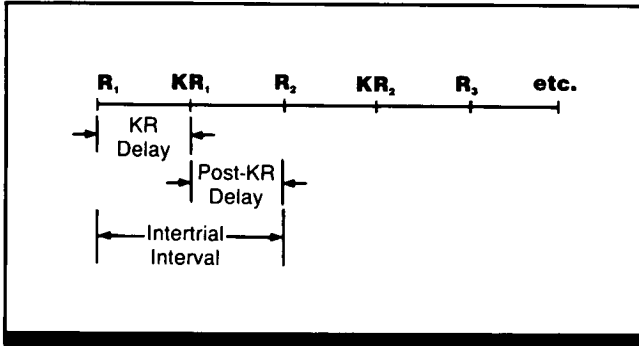 R₁ KR₁ R₂ KR₂ R₃ etc.
KR
Delay
Post-KR
Delay
Intertrial
Interval